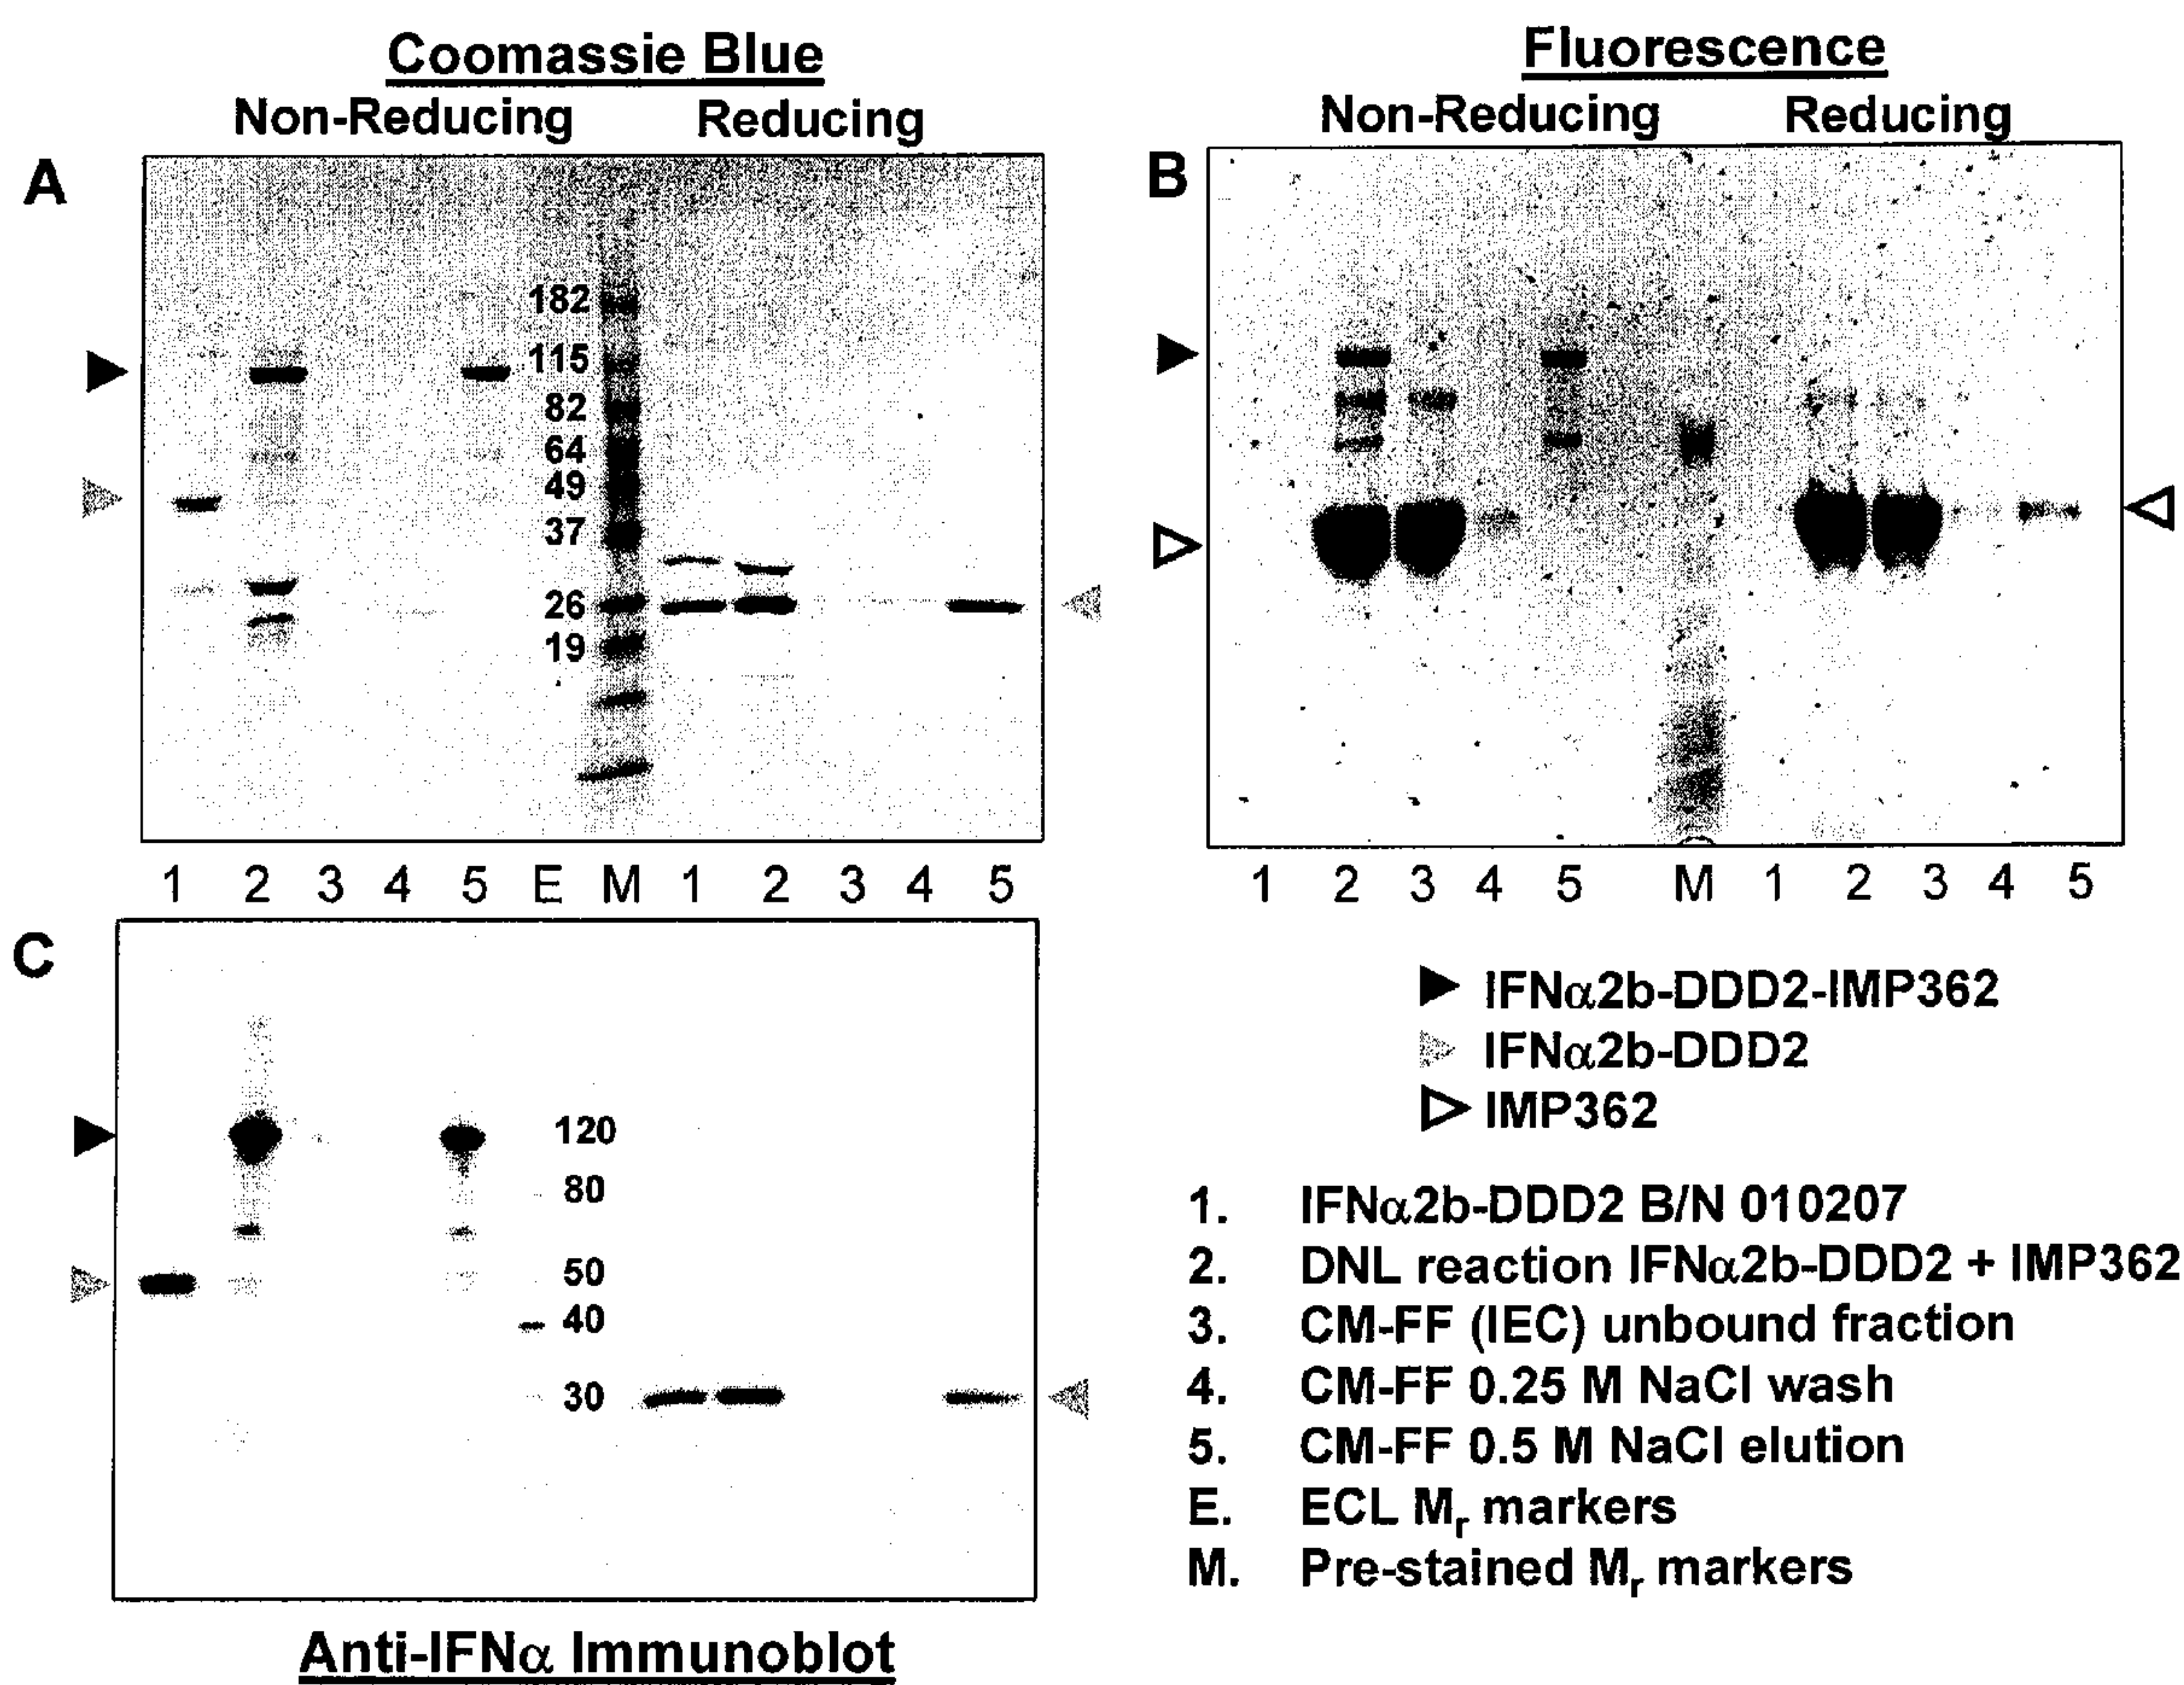 Coomassie Blue
Non-Reducing Reducing
A
182
115
82
64
49
37
26
19
1 2 3 4 5 E M 1 2 3 4 5
Fluorescence
Non-Reducing Reducing
B
1 2 3 4 5 M 1 2 3 4 5
C
120
80
50
40
30
Anti-IFNα Immunoblot
IFNα2b-DDD2-IMP362
IFNα2b-DDD2
IMP362
1. IFNα2b-DDD2 B/N 010207
2. DNL reaction IFNα2b-DDD2 + IMP362
3. CM-FF (IEC) unbound fraction
4. CM-FF 0.25 M NaCl wash
5. CM-FF 0.5 M NaCl elution
E. ECL Mr markers
M. Pre-stained Mr markers